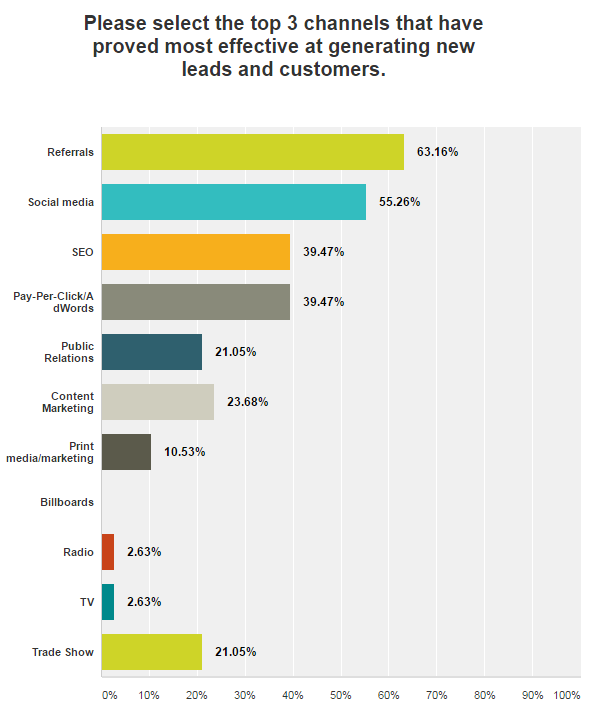 Please select the top 3 channels that have
proved most effective at generating new
leads and customers.
Referrals
63.16%
Social media
55.26%
SEO
39.47%
Pay-Per-Click/A
dWords
39.47%
Public
Relations
21.05%
Content
Marketing
23.68%
Print
media/marketing
10.53%
Billboards
Radio
2.63%
TV
2.63%
Trade Show
21.05%
0% 10% 20% 30% 40% 50% 60% 70% 80% 90% 100%